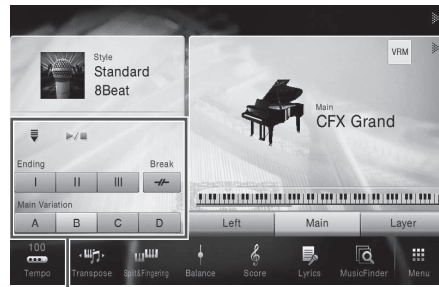 Style
Standard
8Beat
VRM
Main
CFX Grand
Ending
Break
I II III
Main Variation
A B C D
Left Main Layer
100
Tempo Transpose Split&Fingering Balance Score Lyrics MusicFinder Menu